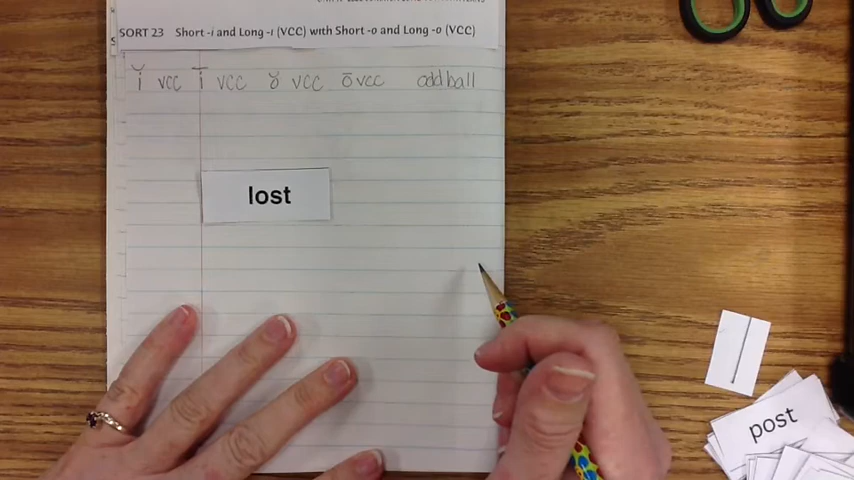 SORT 23 Short -i and Long -i (VCC) with Short -o and Long -o (VCC)
ĭ VCC ī VCC ŏ VCC ō VCC oddball
lost
post